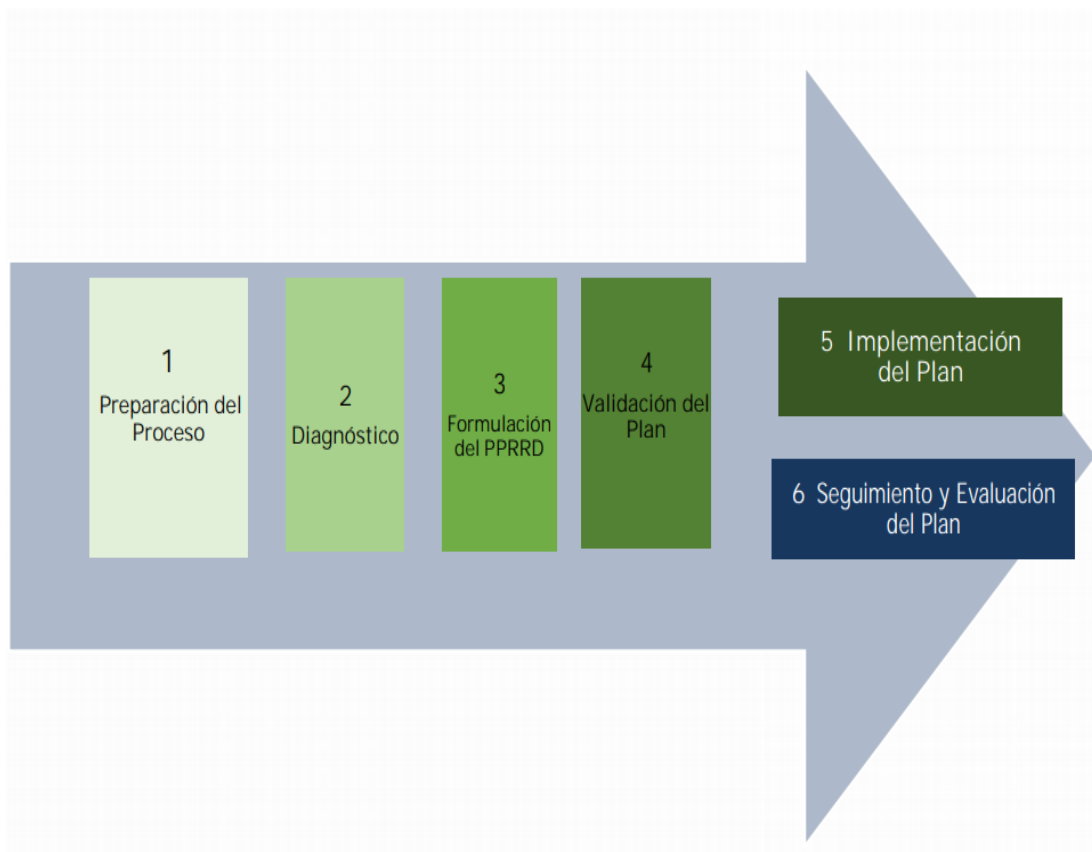 1
Preparación del
Proceso
2
Diagnóstico
3
Formulación
del PPRRD
4
Validación del
Plan
5 Implementación
del Plan
6 Seguimiento y Evaluación
del Plan